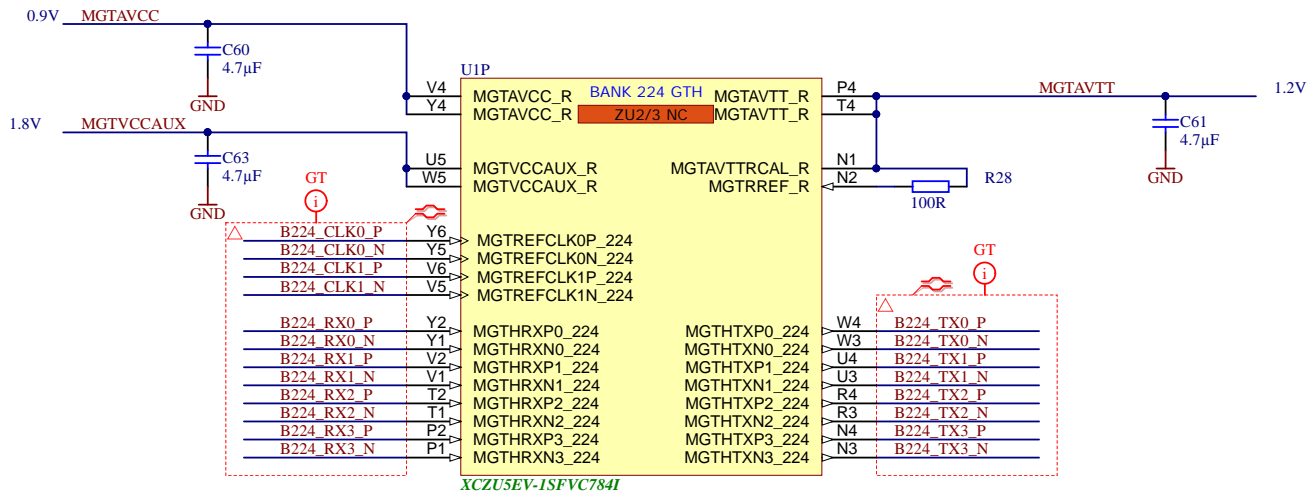 0.9V MGTAVCC
C60
4.7µF
GND
1.8V MGTVCCAUX
C63
4.7µF
GND
U1P
BANK 224 GTH
ZU2/3 NC
V4 MGTAVCC_R
Y4 MGTAVCC_R
U5 MGTVCCAUX_R
W5 MGTVCCAUX_R
MGTAVTT_R P4
MGTAVTT_R T4
MGTAVTTRCAL_R N1
MGTRREF_R N2
MGTAVTT 1.2V
C61
4.7µF
GND
R28
100R
GT
i
B224_CLK0_P Y6 MGTREFCLK0P_224
B224_CLK0_N Y5 MGTREFCLK0N_224
B224_CLK1_P V6 MGTREFCLK1P_224
B224_CLK1_N V5 MGTREFCLK1N_224
B224_RX0_P Y2 MGTHRXP0_224
B224_RX0_N Y1 MGTHRXN0_224
B224_RX1_P V2 MGTHRXP1_224
B224_RX1_N V1 MGTHRXN1_224
B224_RX2_P T2 MGTHRXP2_224
B224_RX2_N T1 MGTHRXN2_224
B224_RX3_P P2 MGTHRXP3_224
B224_RX3_N P1 MGTHRXN3_224
GT
i
MGTHTXP0_224 W4 B224_TX0_P
MGTHTXN0_224 W3 B224_TX0_N
MGTHTXP1_224 U4 B224_TX1_P
MGTHTXN1_224 U3 B224_TX1_N
MGTHTXP2_224 R4 B224_TX2_P
MGTHTXN2_224 R3 B224_TX2_N
MGTHTXP3_224 N4 B224_TX3_P
MGTHTXN3_224 N3 B224_TX3_N
XCZU5EV-1SFVC784I